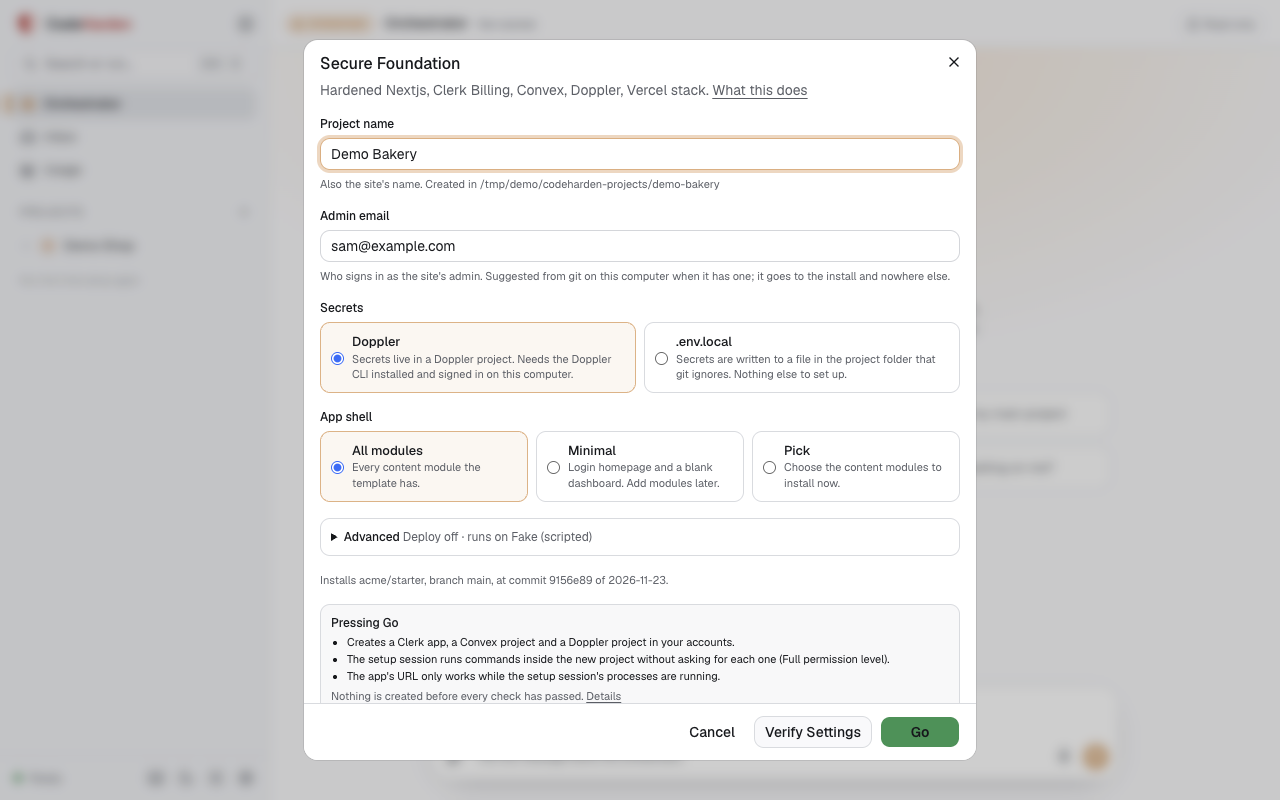 Secure Foundation
Hardened Nextjs, Clerk Billing, Convex, Doppler, Vercel stack. What this does
Project name
Demo Bakery
Also the site's name. Created in /tmp/demo/codeharden-projects/demo-bakery
Admin email
sam@example.com
Who signs in as the site's admin. Suggested from git on this computer when it has one; it goes to the install and nowhere else.
Secrets
Doppler
Secrets live in a Doppler project. Needs the Doppler
CLI installed and signed in on this computer.
.env.local
Secrets are written to a file in the project folder that
git ignores. Nothing else to set up.
App shell
All modules
Every content module the
template has.
Minimal
Login homepage and a blank
dashboard. Add modules later.
Pick
Choose the content modules to
install now.
Advanced Deploy off · runs on Fake (scripted)
Installs acme/starter, branch main, at commit 9156e89 of 2026-11-23.
Pressing Go
• Creates a Clerk app, a Convex project and a Doppler project in your accounts.
• The setup session runs commands inside the new project without asking for each one (Full permission level).
• The app's URL only works while the setup session's processes are running.
Nothing is created before every check has passed. Details
Cancel
Verify Settings
Go